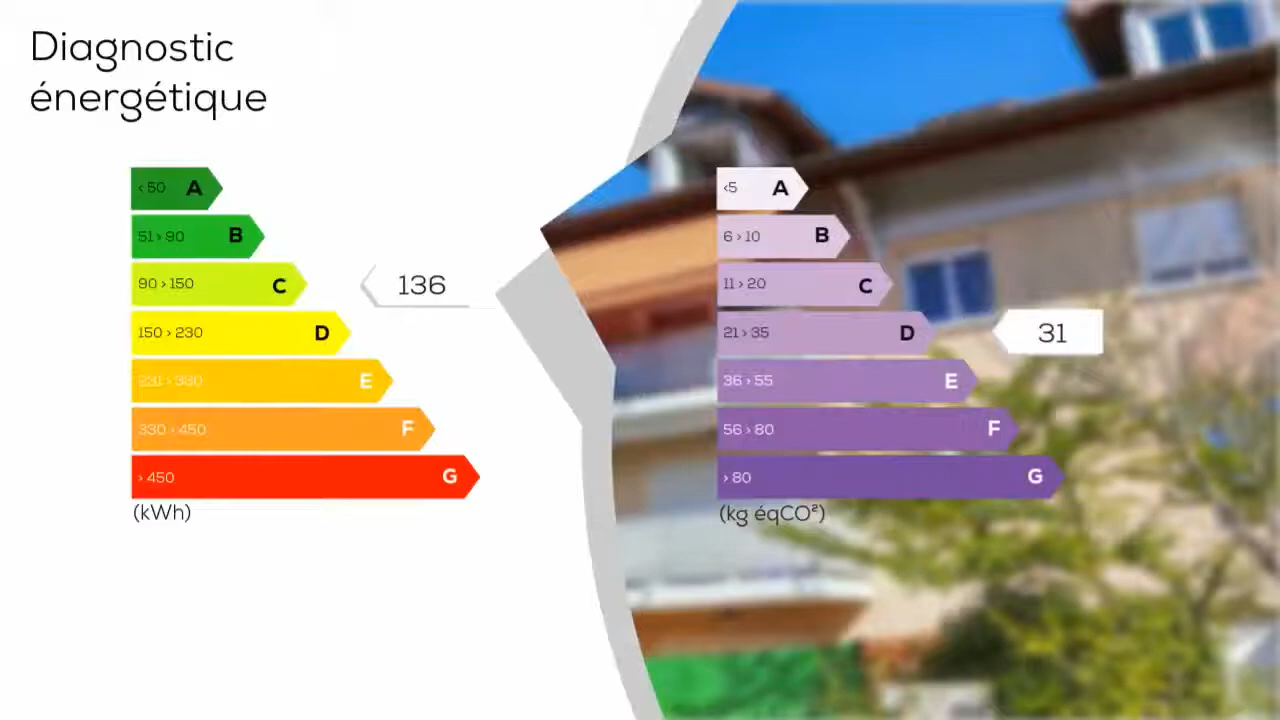 Diagnostic
énergétique
< 50 A
51 > 90 B
90 > 150 C
136
150 > 230 D
231 > 330 E
330 > 450 F
> 450 G
(kWh)
<5 A
6 > 10 B
11 > 20 C
21 > 35 D
31
36 > 55 E
56 > 80 F
> 80 G
(kg éqCO²)